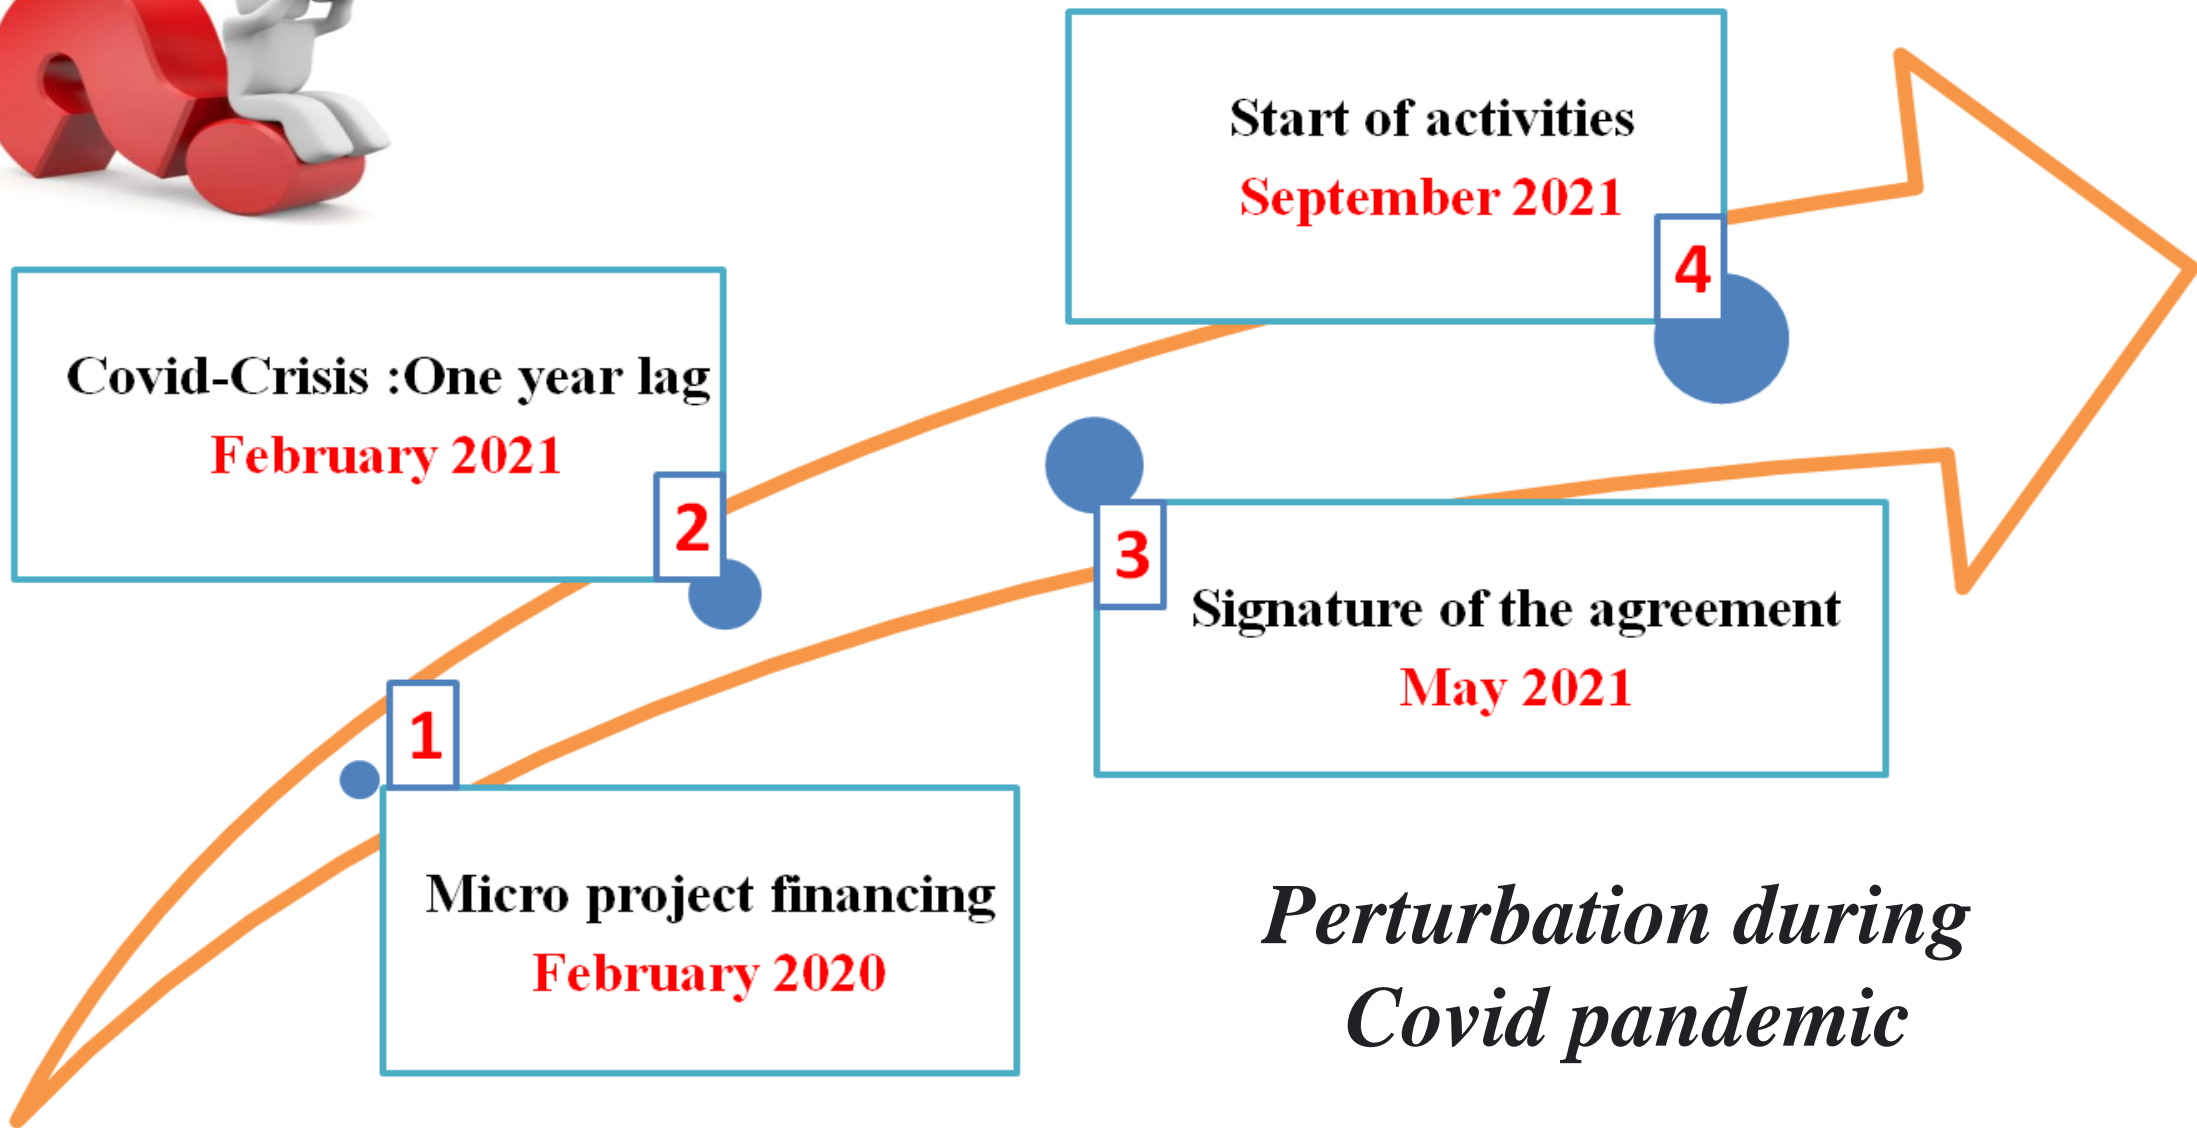 Start of activities
September 2021
4
Covid-Crisis :One year lag
February 2021
2
3
Signature of the agreement
May 2021
1
Micro project financing
February 2020
Perturbation during
Covid pandemic